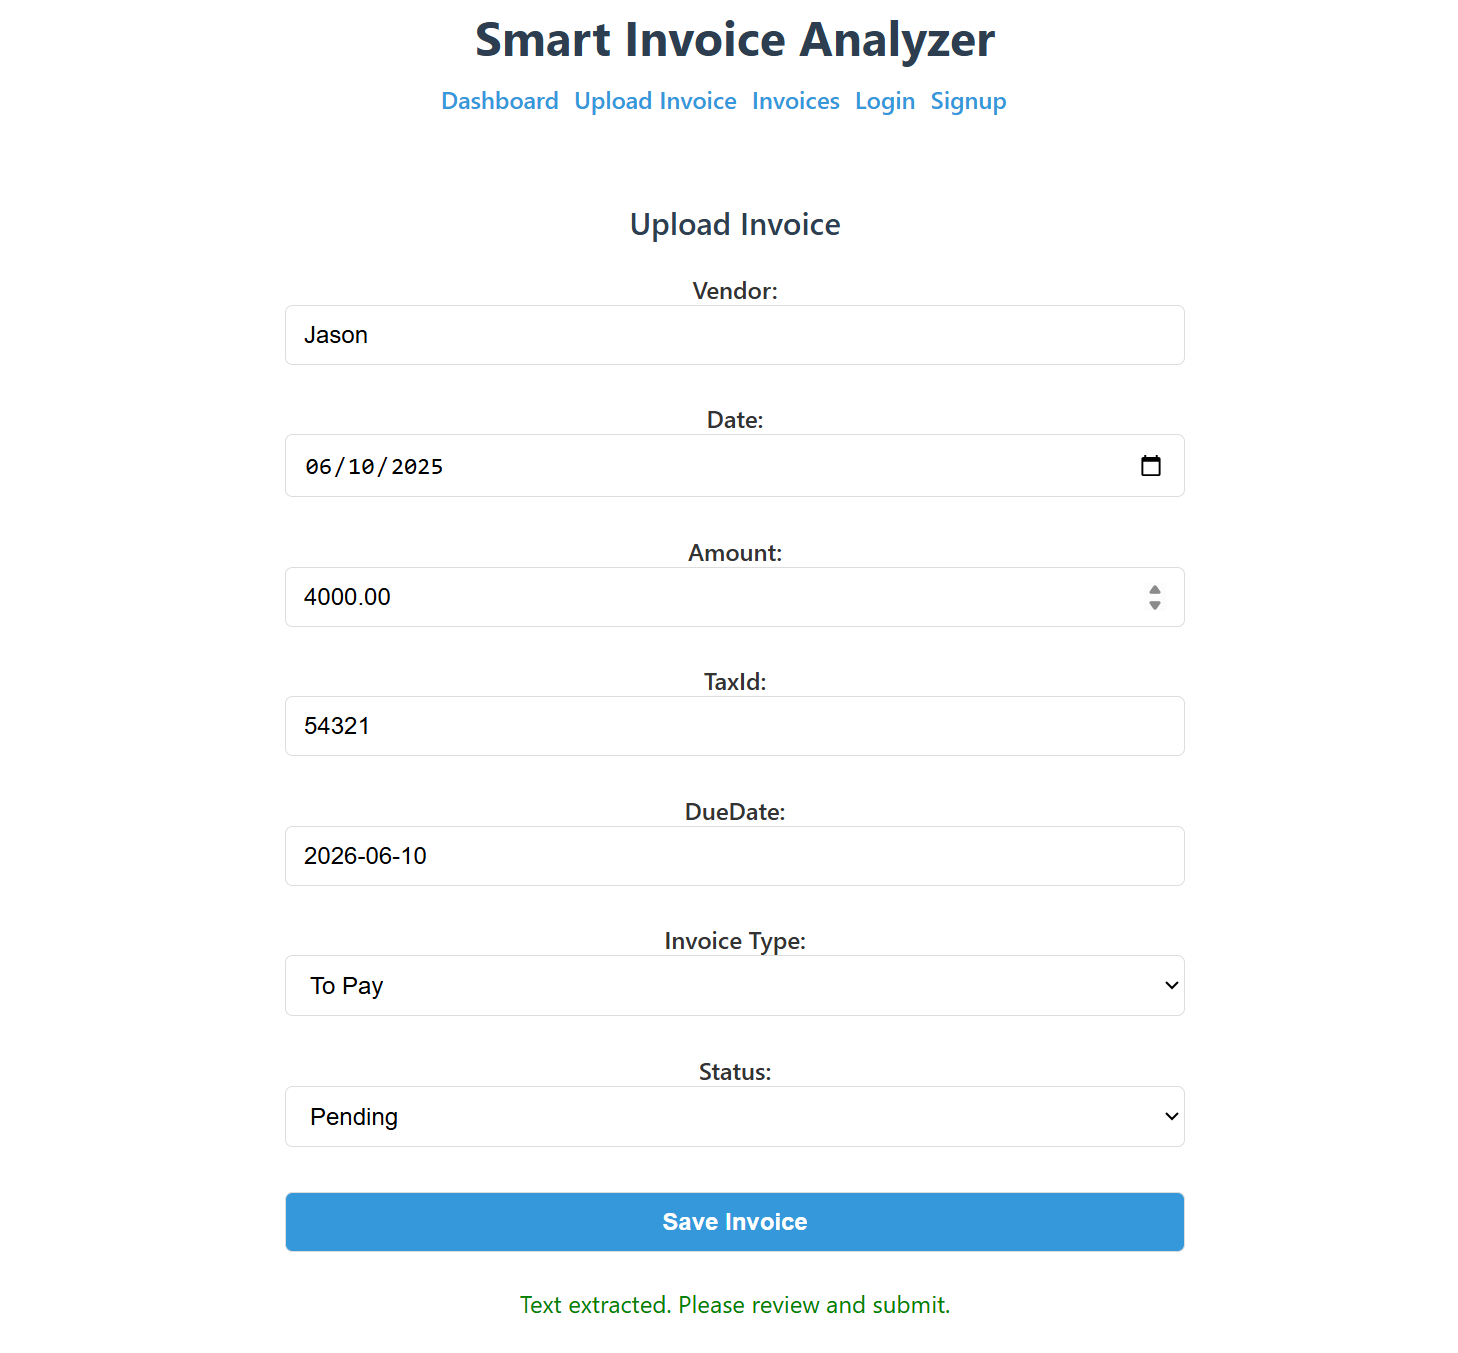 Smart Invoice Analyzer
Dashboard Upload Invoice Invoices Login Signup
Upload Invoice
Vendor:
Jason
Date:
06/10/2025
Amount:
4000.00
TaxId:
54321
DueDate:
2026-06-10
Invoice Type:
To Pay
Status:
Pending
Save Invoice
Text extracted. Please review and submit.